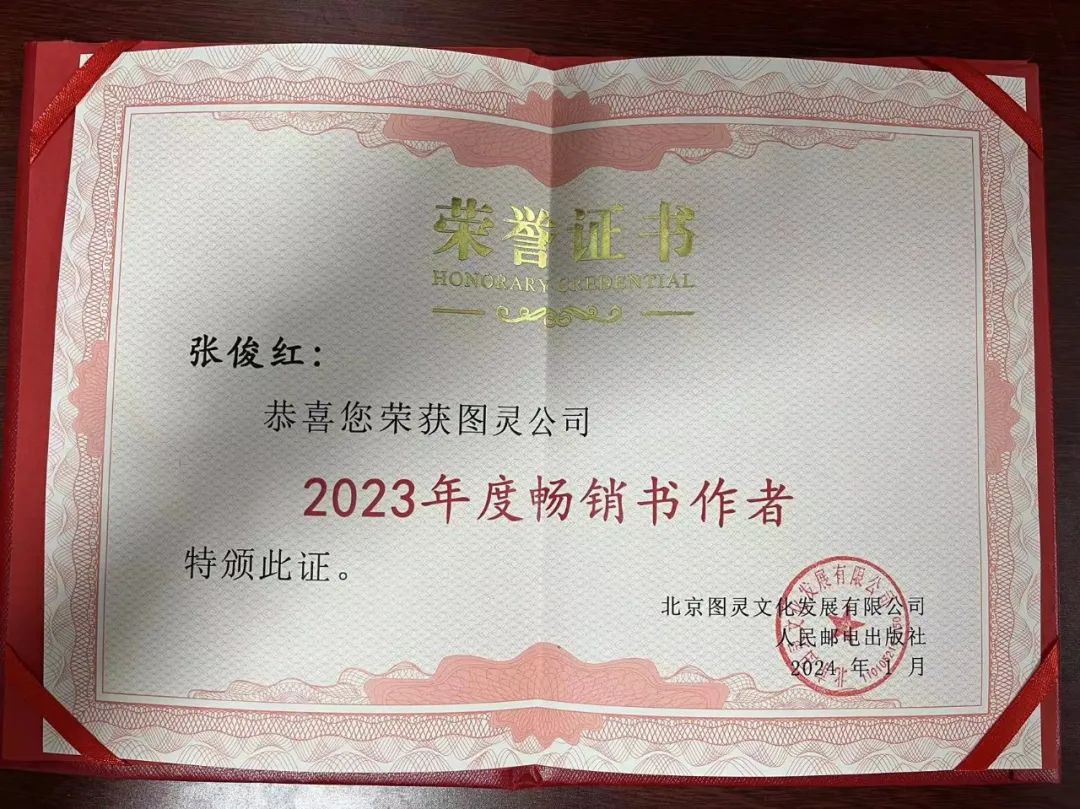 荣誉证书
HONORARY CREDENTIAL
张俊红：
恭喜您荣获图灵公司
2023年度畅销书作者
特颁此证。
北京图灵文化发展有限公司
人民邮电出版社
2024 年 1 月